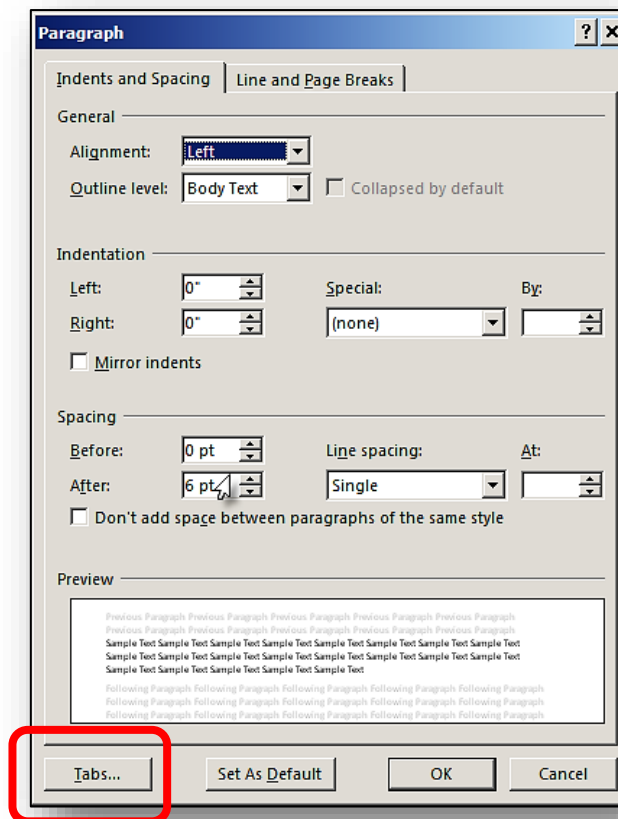 Paragraph
Indents and Spacing Line and Page Breaks
General
Alignment: Left
Outline level: Body Text Collapsed by default
Indentation
Left: 0" Special: By:
Right: 0" (none)
Mirror indents
Spacing
Before: 0 pt Line spacing: At:
After: 6 pt Single
Don't add space between paragraphs of the same style
Preview
Previous Paragraph Previous Paragraph Previous Paragraph Previous Paragraph Previous Paragraph
Previous Paragraph Previous Paragraph Previous Paragraph Previous Paragraph Previous Paragraph
Sample Text Sample Text Sample Text Sample Text Sample Text Sample Text Sample Text Sample Text
Sample Text Sample Text Sample Text Sample Text Sample Text Sample Text Sample Text Sample Text
Sample Text Sample Text Sample Text Sample Text Sample Text
Following Paragraph Following Paragraph Following Paragraph Following Paragraph Following Paragraph
Following Paragraph Following Paragraph Following Paragraph Following Paragraph Following Paragraph
Following Paragraph Following Paragraph Following Paragraph Following Paragraph Following Paragraph
Tabs... Set As Default OK Cancel